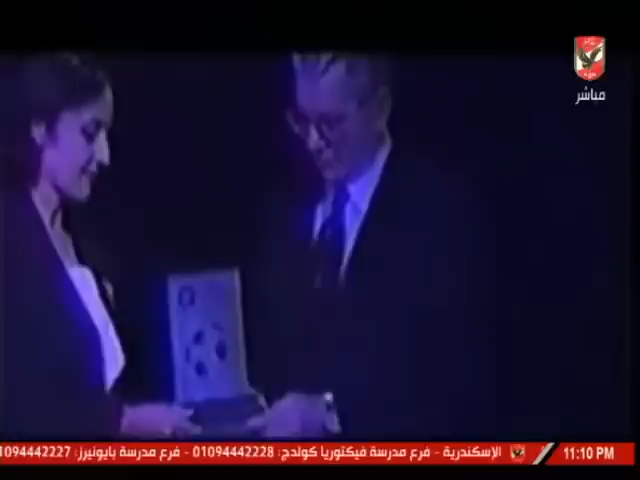 مباشر
الإسكندرية - فرع مدرسة فيكتوريا كولدج: 01094442228 - فرع مدرسة بايونيرز: 01094442227
11:10 PM